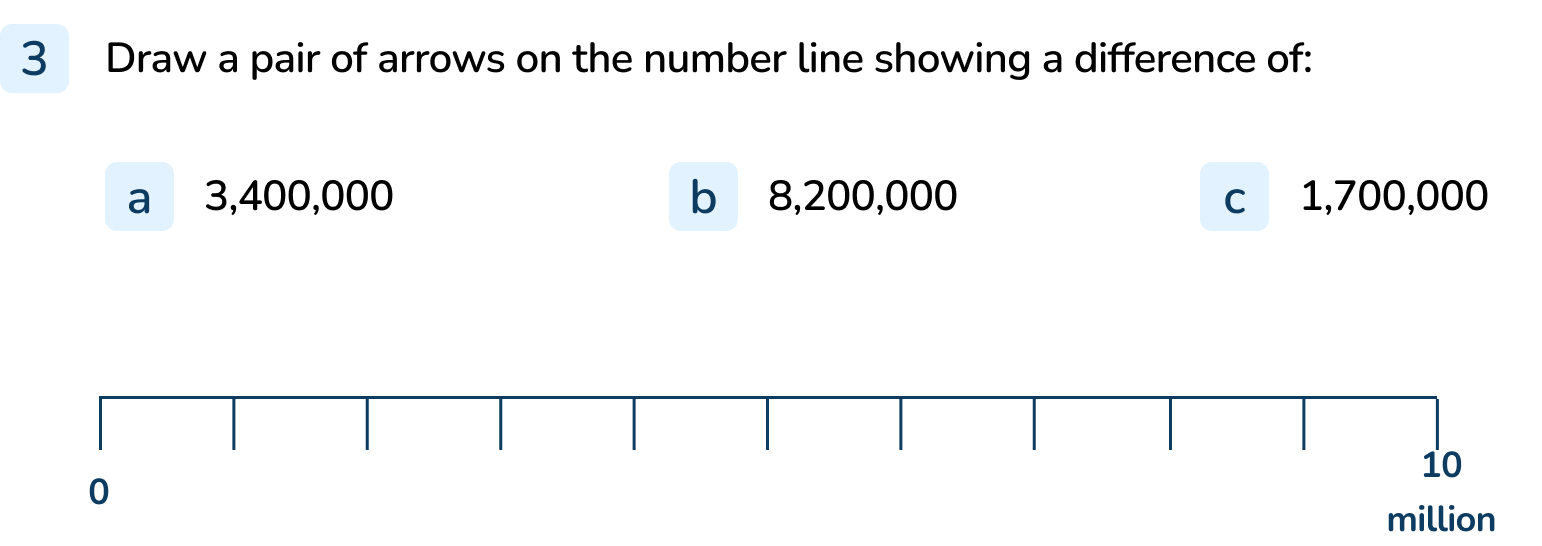 3 Draw a pair of arrows on the number line showing a difference of:
a 3,400,000 b 8,200,000 c 1,700,000
0 10
million